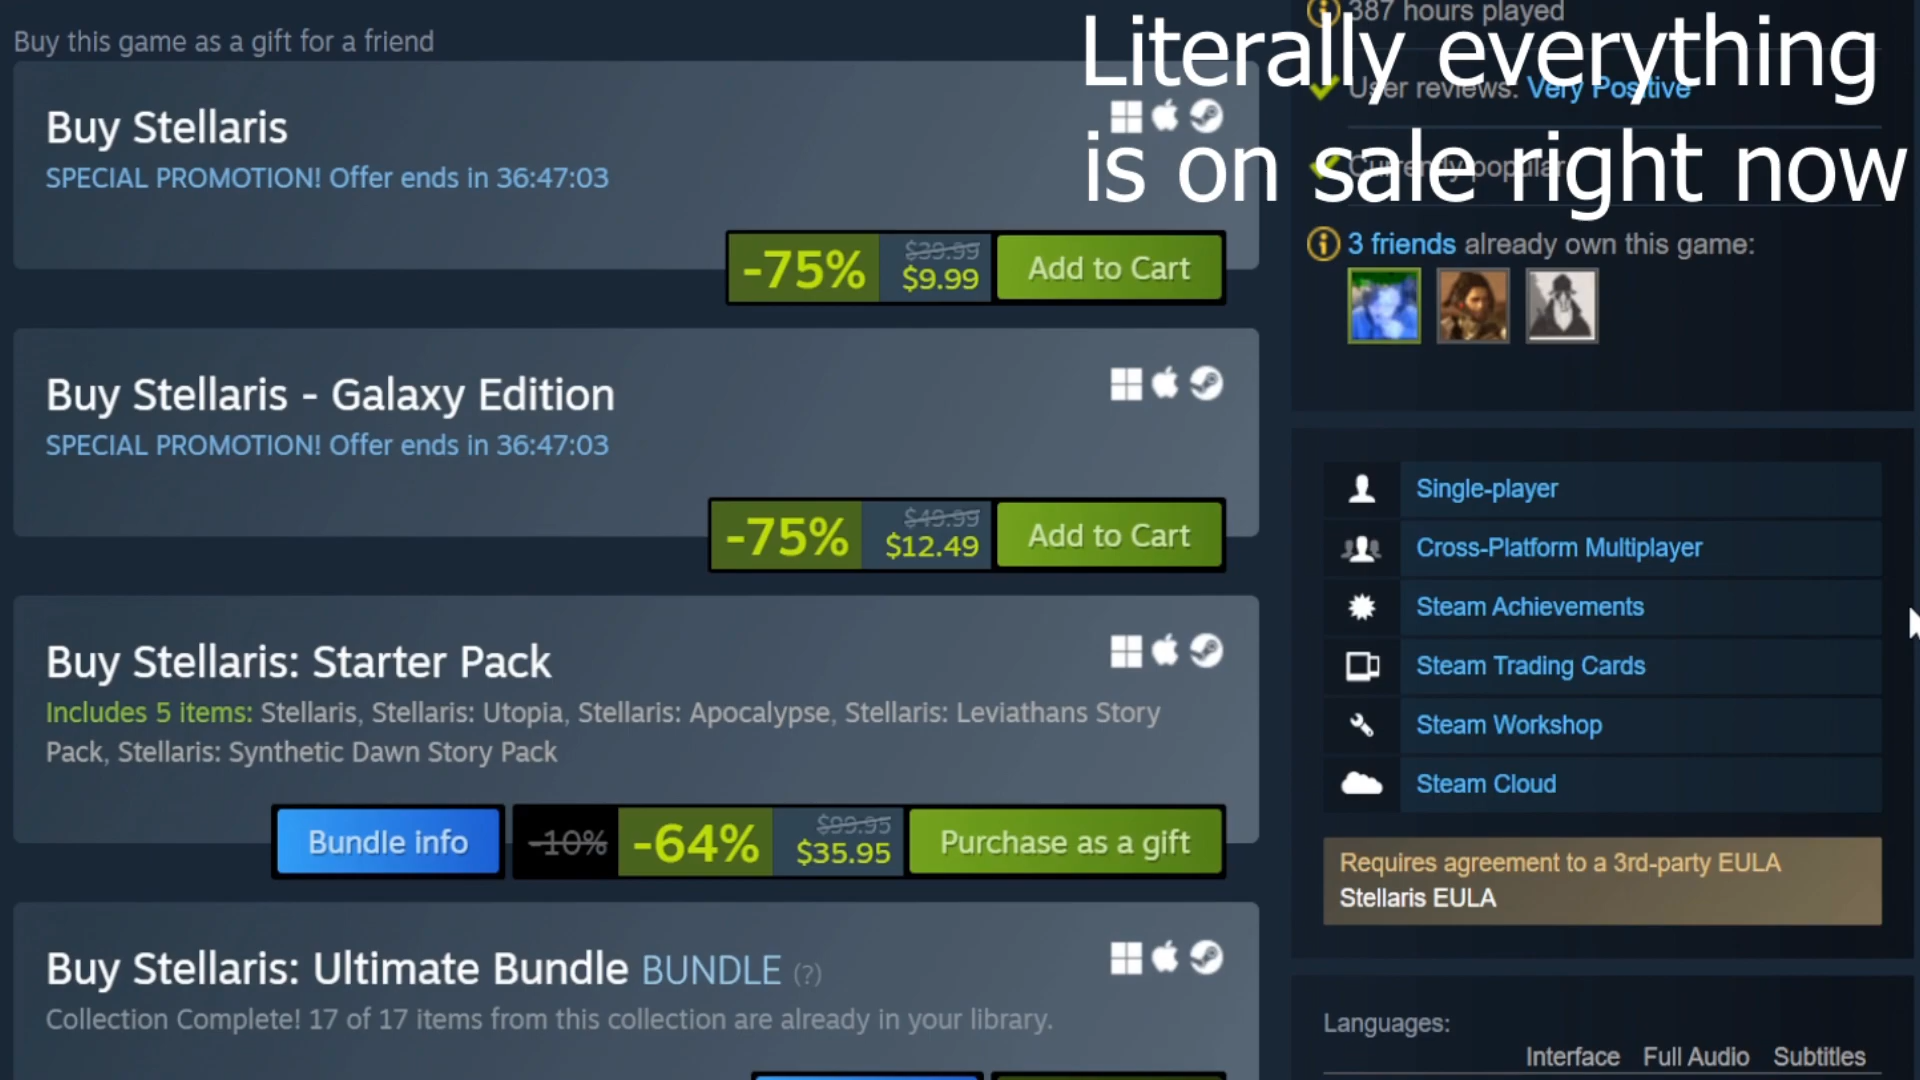 Buy this game as a gift for a friend
Buy Stellaris
SPECIAL PROMOTION! Offer ends in 36:47:03
-75%
$39.99
$9.99
Add to Cart
Buy Stellaris - Galaxy Edition
SPECIAL PROMOTION! Offer ends in 36:47:03
-75%
$49.99
$12.49
Add to Cart
Buy Stellaris: Starter Pack
Includes 5 items: Stellaris, Stellaris: Utopia, Stellaris: Apocalypse, Stellaris: Leviathans Story
Pack, Stellaris: Synthetic Dawn Story Pack
Bundle info
-10%
-64%
$99.95
$35.95
Purchase as a gift
Buy Stellaris: Ultimate Bundle BUNDLE (?)
Collection Complete! 17 of 17 items from this collection are already in your library.
Literally everything
is on sale right now
387 hours played
User reviews: Very Positive
Currently popular
3 friends already own this game:
Single-player
Cross-Platform Multiplayer
Steam Achievements
Steam Trading Cards
Steam Workshop
Steam Cloud
Requires agreement to a 3rd-party EULA
Stellaris EULA
Languages:
Interface Full Audio Subtitles